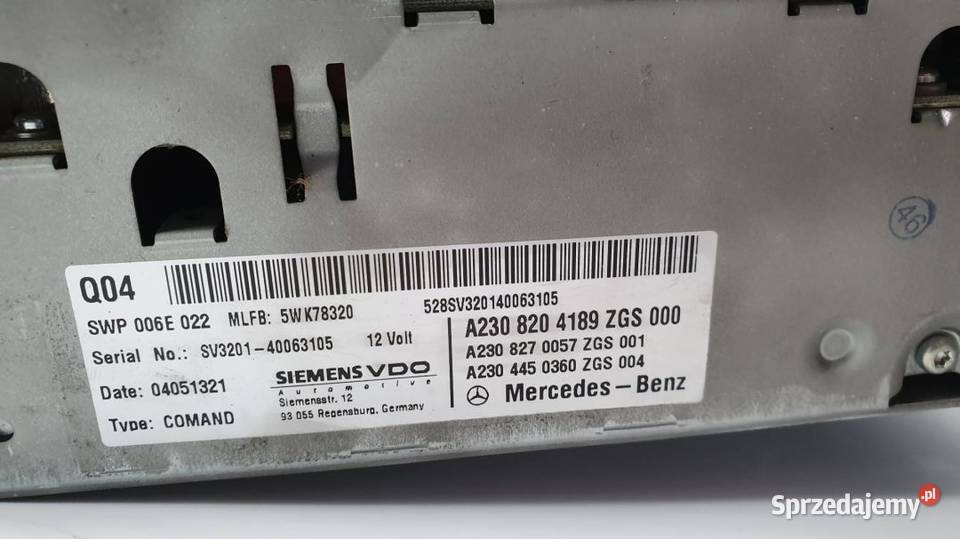 Q04
528SV320140063105
SWP 006E 022 MLFB: 5WK78320
Serial No.: SV3201-40063105 12 Volt
Date: 04051321
SIEMENS VDO
Automotive
Siemensstr. 12
93 055 Regensburg, Germany
Type: COMAND
A230 820 4189 ZGS 000
A230 827 0057 ZGS 001
A230 445 0360 ZGS 004
Mercedes-Benz
46
Sprzedajemy.pl